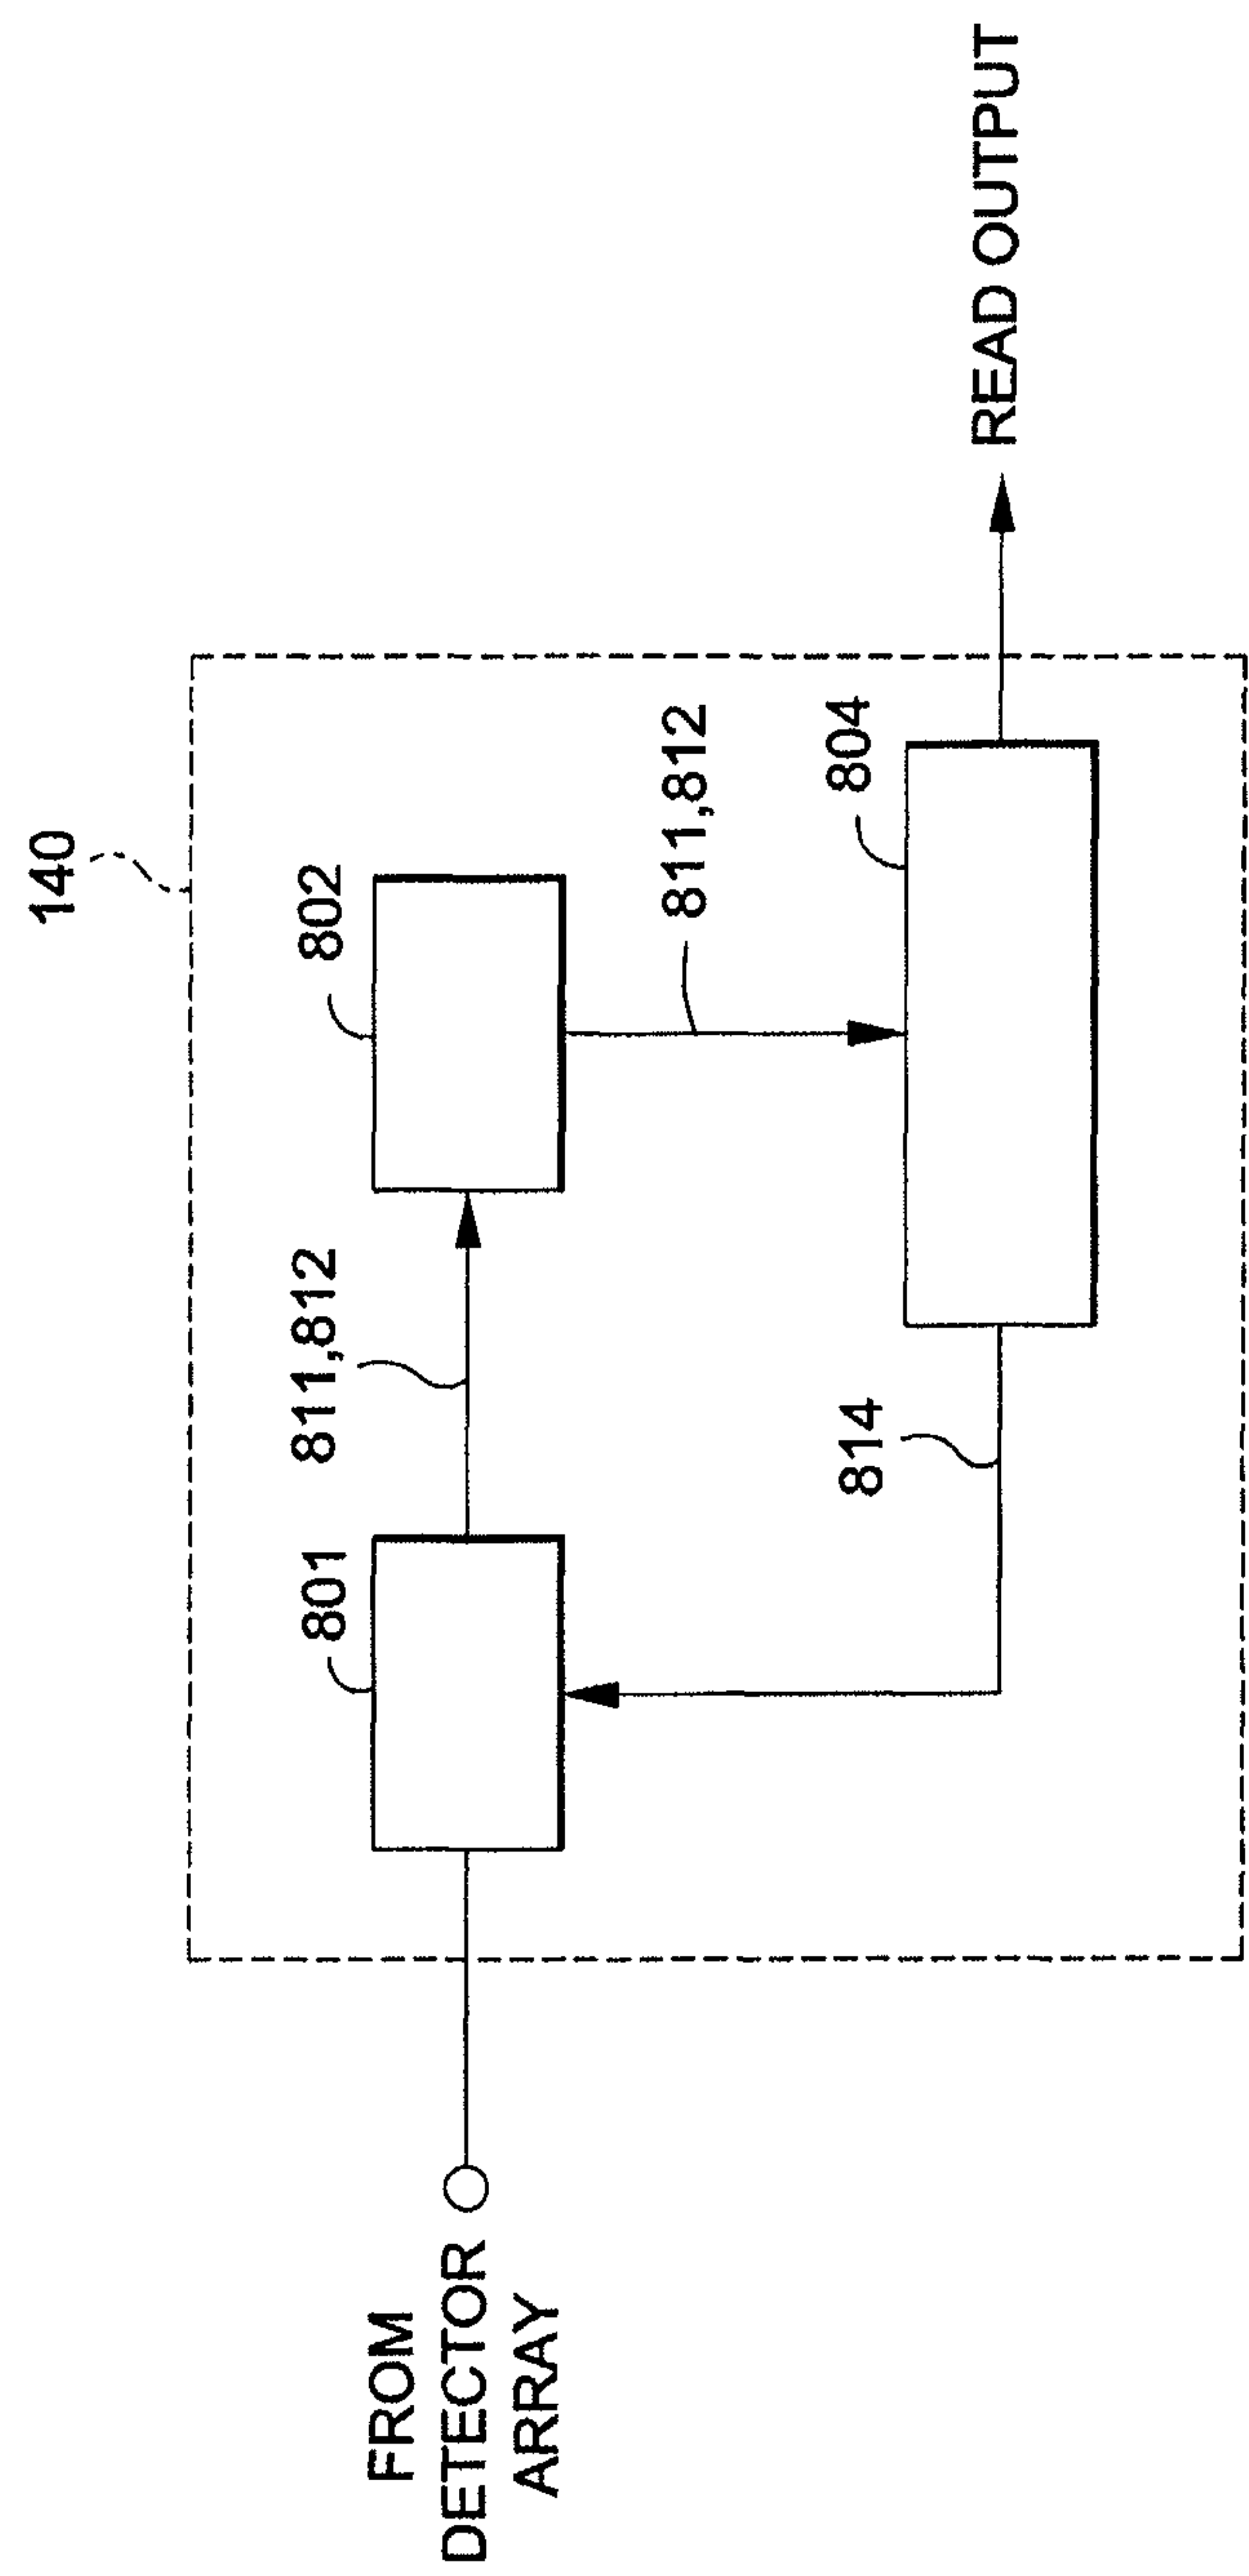 140
802
811,812
801
811,812
804
814
FROM
DETECTOR
ARRAY
READ OUTPUT